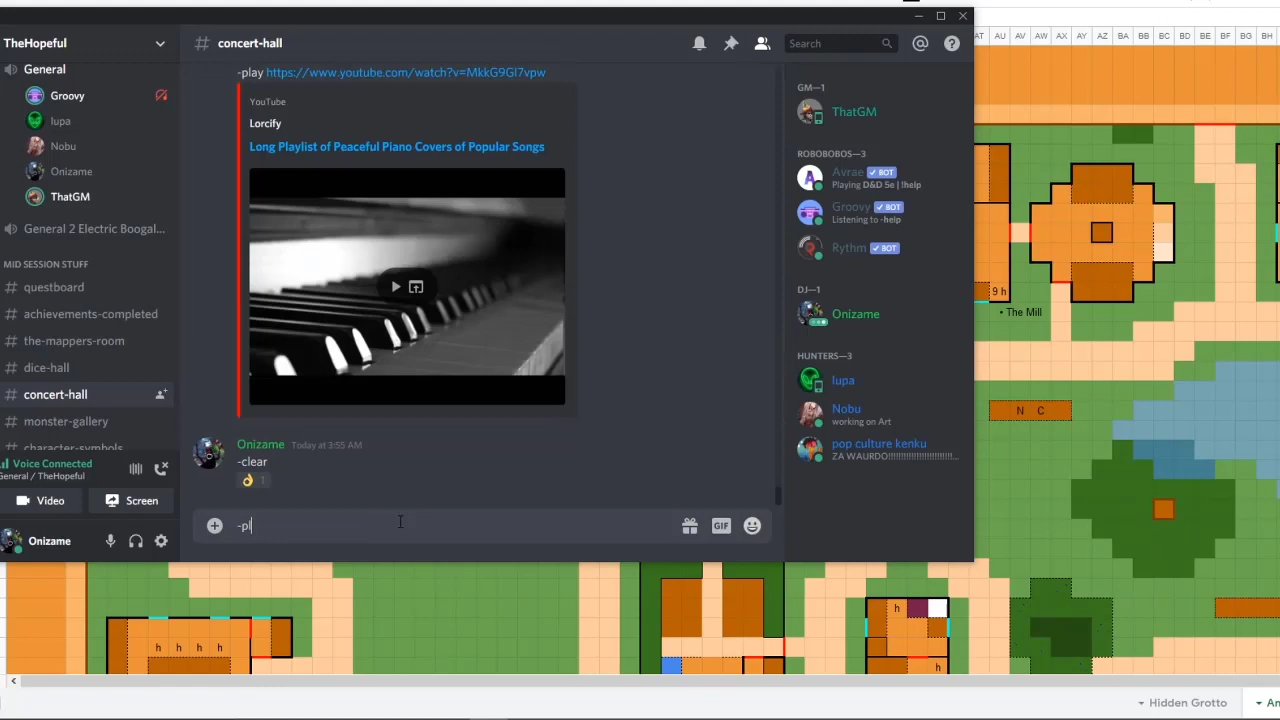 TheHopeful
General
Groovy
lupa
Nobu
Onizame
ThatGM
General 2 Electric Boogal...
MID SESSION STUFF
# questboard
# achievements-completed
# the-mappers-room
# dice-hall
# concert-hall
# monster-gallery
# character-symbols
Voice Connected
General / TheHopeful
Video
Screen
Onizame
# concert-hall
Search
-play https://www.youtube.com/watch?v=MkkG9Gl7vpw
YouTube
Lorcify
Long Playlist of Peaceful Piano Covers of Popular Songs
Onizame Today at 3:55 AM
-clear
👌 1
-pl
GIF
GM—1
ThatGM
ROBOBOBOS—3
Avrae ✓ BOT
Playing D&D 5e | !help
Groovy ✓ BOT
Listening to -help
Rythm ✓ BOT
DJ—1
Onizame
HUNTERS—3
lupa
Nobu
working on Art
pop culture kenku
ZA WAURDO!!!!!!!!!!!!!!!!!!!!!!!!!...
AT AU AV AW AX AY AZ BA BB BC BD BE BF BG BH
9 h
• The Mill
N C
h h h h
h
h
Hidden Grotto
An